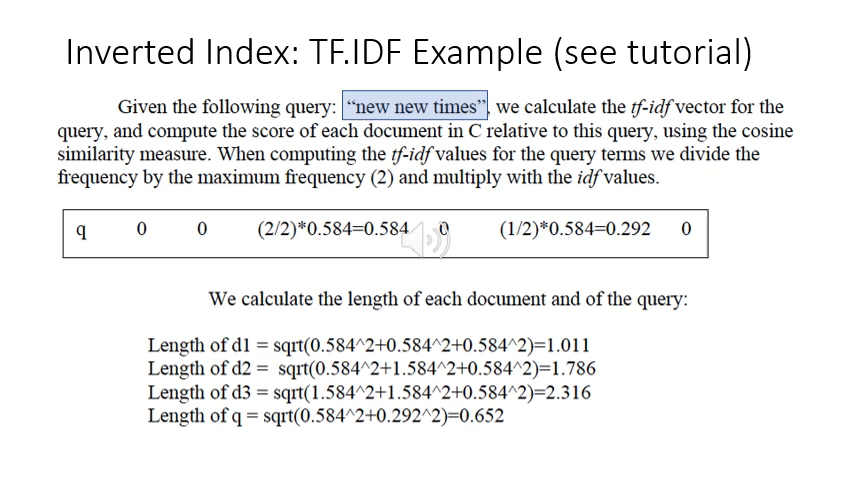 Inverted Index: TF.IDF Example (see tutorial)
Given the following query: “new new times”, we calculate the tf-idf vector for the
query, and compute the score of each document in C relative to this query, using the cosine
similarity measure. When computing the tf-idf values for the query terms we divide the
frequency by the maximum frequency (2) and multiply with the idf values.
q 0 0 (2/2)*0.584=0.584 0 (1/2)*0.584=0.292 0
We calculate the length of each document and of the query:
Length of d1 = sqrt(0.584^2+0.584^2+0.584^2)=1.011
Length of d2 = sqrt(0.584^2+1.584^2+0.584^2)=1.786
Length of d3 = sqrt(1.584^2+1.584^2+0.584^2)=2.316
Length of q = sqrt(0.584^2+0.292^2)=0.652